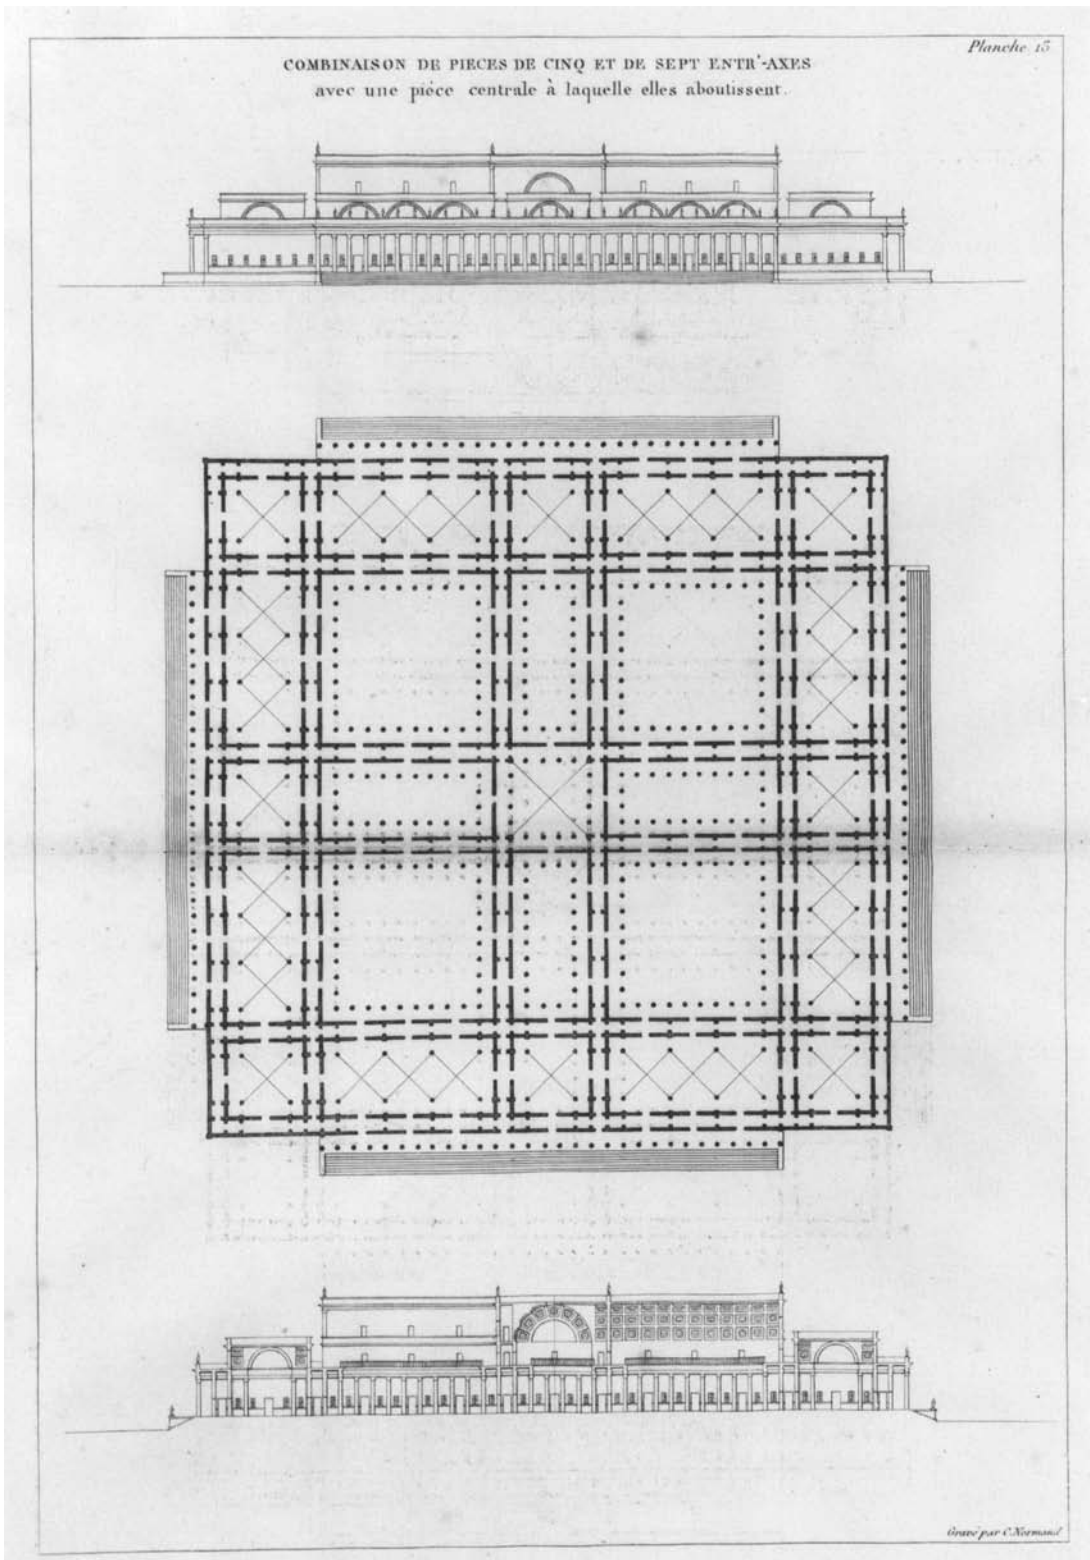 Planche 15
COMBINAISON DE PIECES DE CINQ ET DE SEPT ENTR'-AXES
avec une piéce centrale à laquelle elles aboutissent.
Gravé par C. Normand